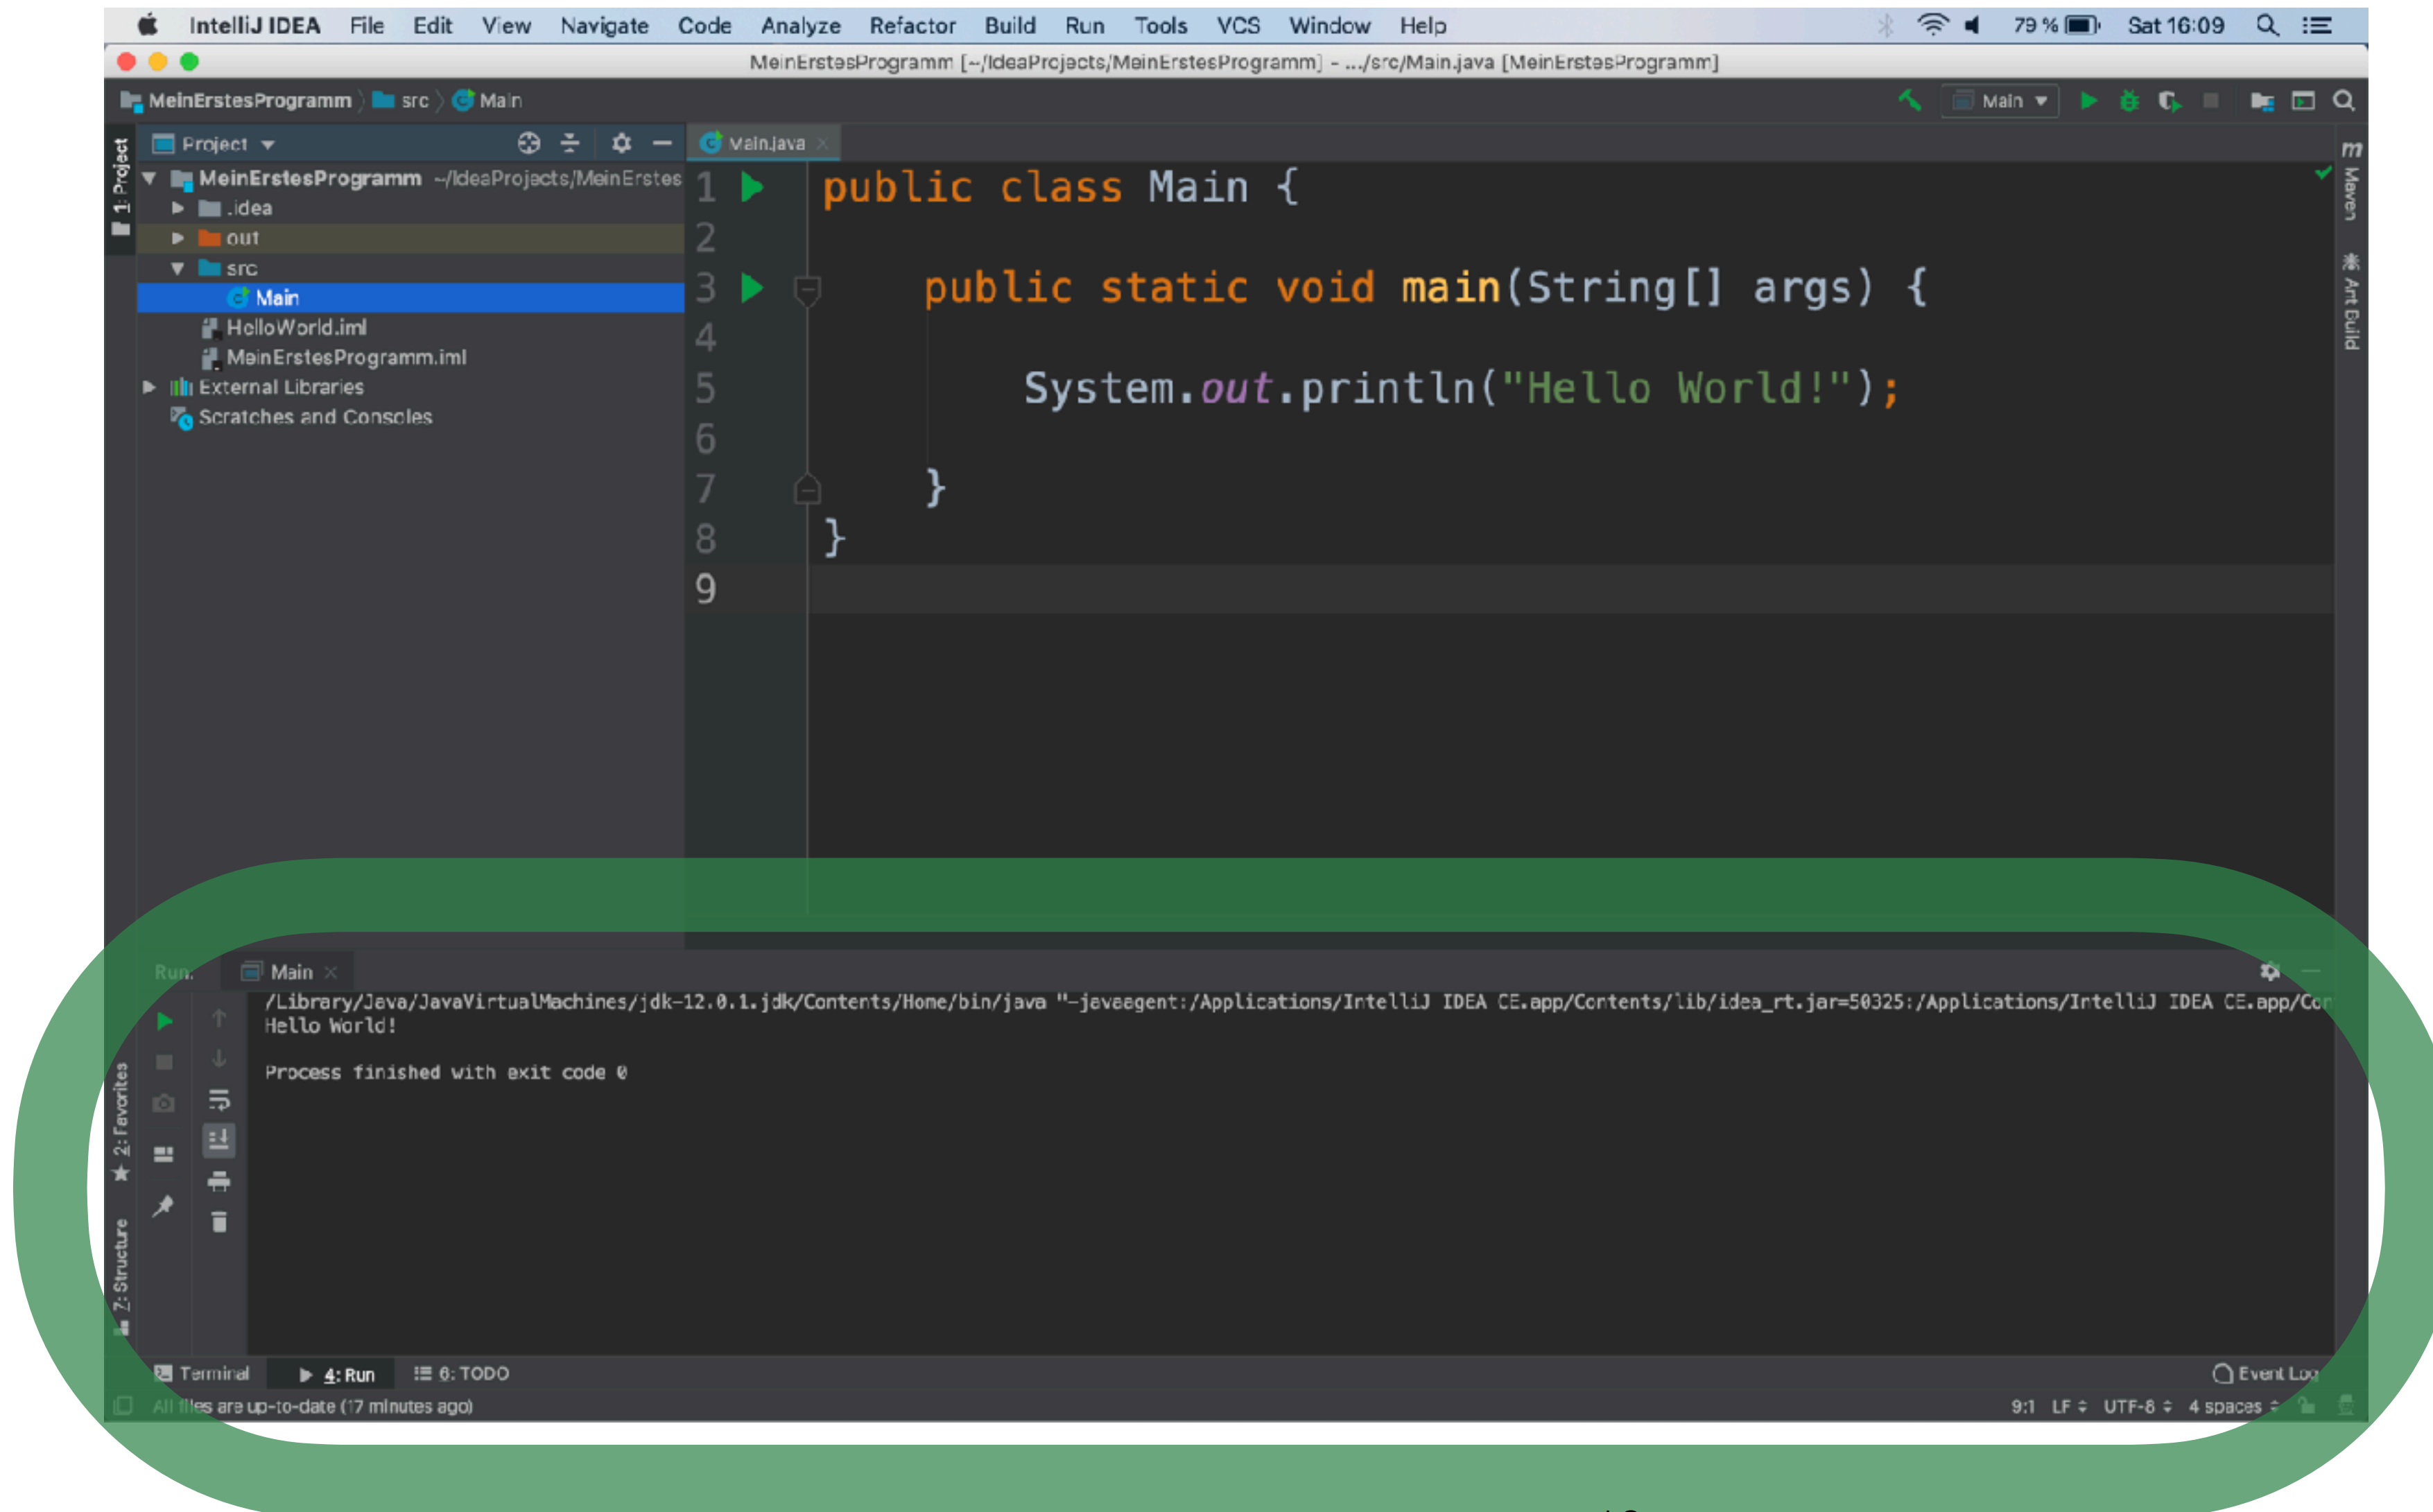 IntelliJ IDEA File Edit View Navigate Code Analyze Refactor Build Run Tools VCS Window Help 79 % Sat 16:09
MeinErstesProgramm [~/IdeaProjects/MeinErstesProgramm] - .../src/Main.java [MeinErstesProgramm]
MeinErstesProgramm src Main Main
1: Project
Project
MeinErstesProgramm ~/IdeaProjects/MeinErstes
.idea
out
src
Main
HelloWorld.iml
MeinErstesProgramm.iml
External Libraries
Scratches and Consoles
Main.java
1 public class Main {
2
3 public static void main(String[] args) {
4
5 System.out.println("Hello World!");
6
7 }
8 }
9
Maven
Ant Build
Run: Main
/Library/Java/JavaVirtualMachines/jdk-12.0.1.jdk/Contents/Home/bin/java "-javaagent:/Applications/IntelliJ IDEA CE.app/Contents/lib/idea_rt.jar=50325:/Applications/IntelliJ IDEA CE.app/Con
Hello World!
Process finished with exit code 0
2: Favorites
7: Structure
Terminal 4: Run 6: TODO Event Log
All files are up-to-date (17 minutes ago) 9:1 LF UTF-8 4 spaces